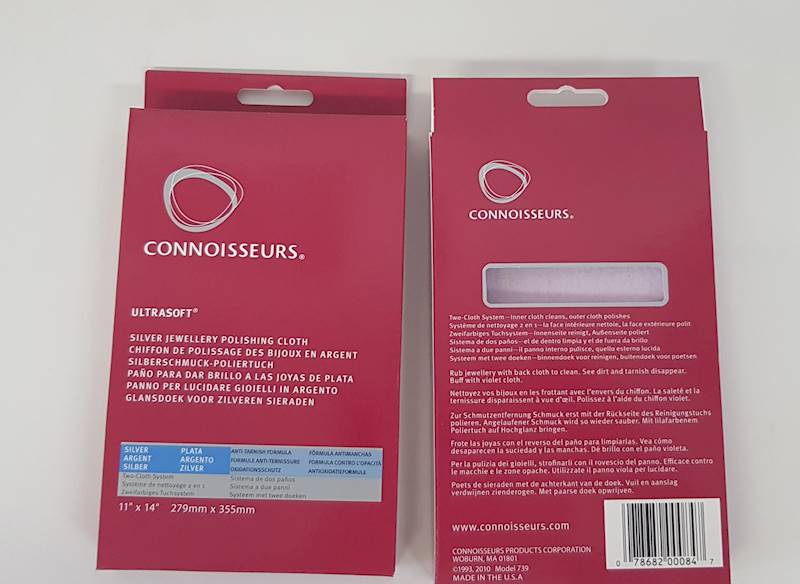 CONNOISSEURS®
ULTRASOFT®
SILVER JEWELLERY POLISHING CLOTH
CHIFFON DE POLISSAGE DES BIJOUX EN ARGENT
SILBERSCHMUCK-POLIERTUCH
PAÑO PARA DAR BRILLO A LAS JOYAS DE PLATA
PANNO PER LUCIDARE GIOIELLI IN ARGENTO
GLANSDOEK VOOR ZILVEREN SIERADEN
SILVER PLATA ANTI-TARNISH FORMULA FÓRMULA ANTIMANCHAS
ARGENT ARGENTO FORMULE ANTI-TERNISSURE FORMULA CONTRO L'OPACITÀ
SILBER ZILVER OXIDATIONSSCHUTZ ANTIOXIDATIEFORMULE
Two-Cloth System Sistema de dos paños
Système de nettoyage 2 en 1 Sistema a due panni
Zweifarbiges Tuchsystem Systeem met twee doeken
11" x 14" 279mm x 355mm
CONNOISSEURS®
Two-Cloth System—Inner cloth cleans, outer cloth polishes
Système de nettoyage 2 en 1—la face intérieure nettoie, la face extérieure polit
Zweifarbiges Tuchsystem—Innenseite reinigt, Außenseite poliert
Sistema de dos paños—el de dentro limpia y el de fuera da brillo
Sistema a due panni—il panno interno pulisce, quello esterno lucida
Systeem met twee doeken—binnendoek voor reinigen, buitendoek voor poetsen
Rub jewellery with back cloth to clean. See dirt and tarnish disappear.
Buff with violet cloth.
Nettoyez vos bijoux en les frottant avec l'envers du chiffon. La saleté et la
ternissure disparaissent à vue d'œil. Polissez à l'aide du chiffon violet.
Zur Schmutzentfernung Schmuck erst mit der Rückseite des Reinigungstuchs
polieren. Angelaufener Schmuck wird so wieder sauber. Mit lilafarbenem
Poliertuch auf Hochglanz bringen.
Frote las joyas con el reverso del paño para limpiarlas. Vea cómo
desaparecen la suciedad y las manchas. Dé brillo con el paño violeta.
Per la pulizia dei gioielli, strofinarli con il rovescio del panno. Efficace contro
le macchie e le zone opache. Utilizzate il panno viola per lucidare.
Poets de sieraden met de achterkant van de doek. Vuil en aanslag
verdwijnen zienderogen. Met paarse doek opwrijven.
www.connoisseurs.com
CONNOISSEURS PRODUCTS CORPORATION
WOBURN, MA 01801
©1993, 2010 Model 739
MADE IN THE U.S.A
0 78682 00084 7